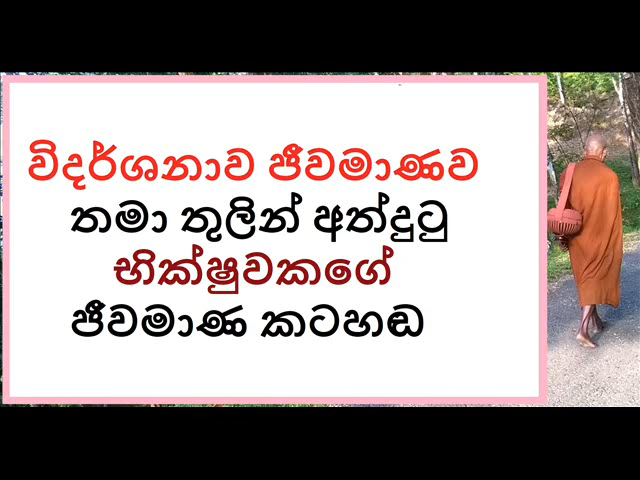 විදර්ශනාව ජීවමාණව
තමා තුලින් අත්දුටු
භික්ෂුවකගේ
ජීවමාණ කටහඬ